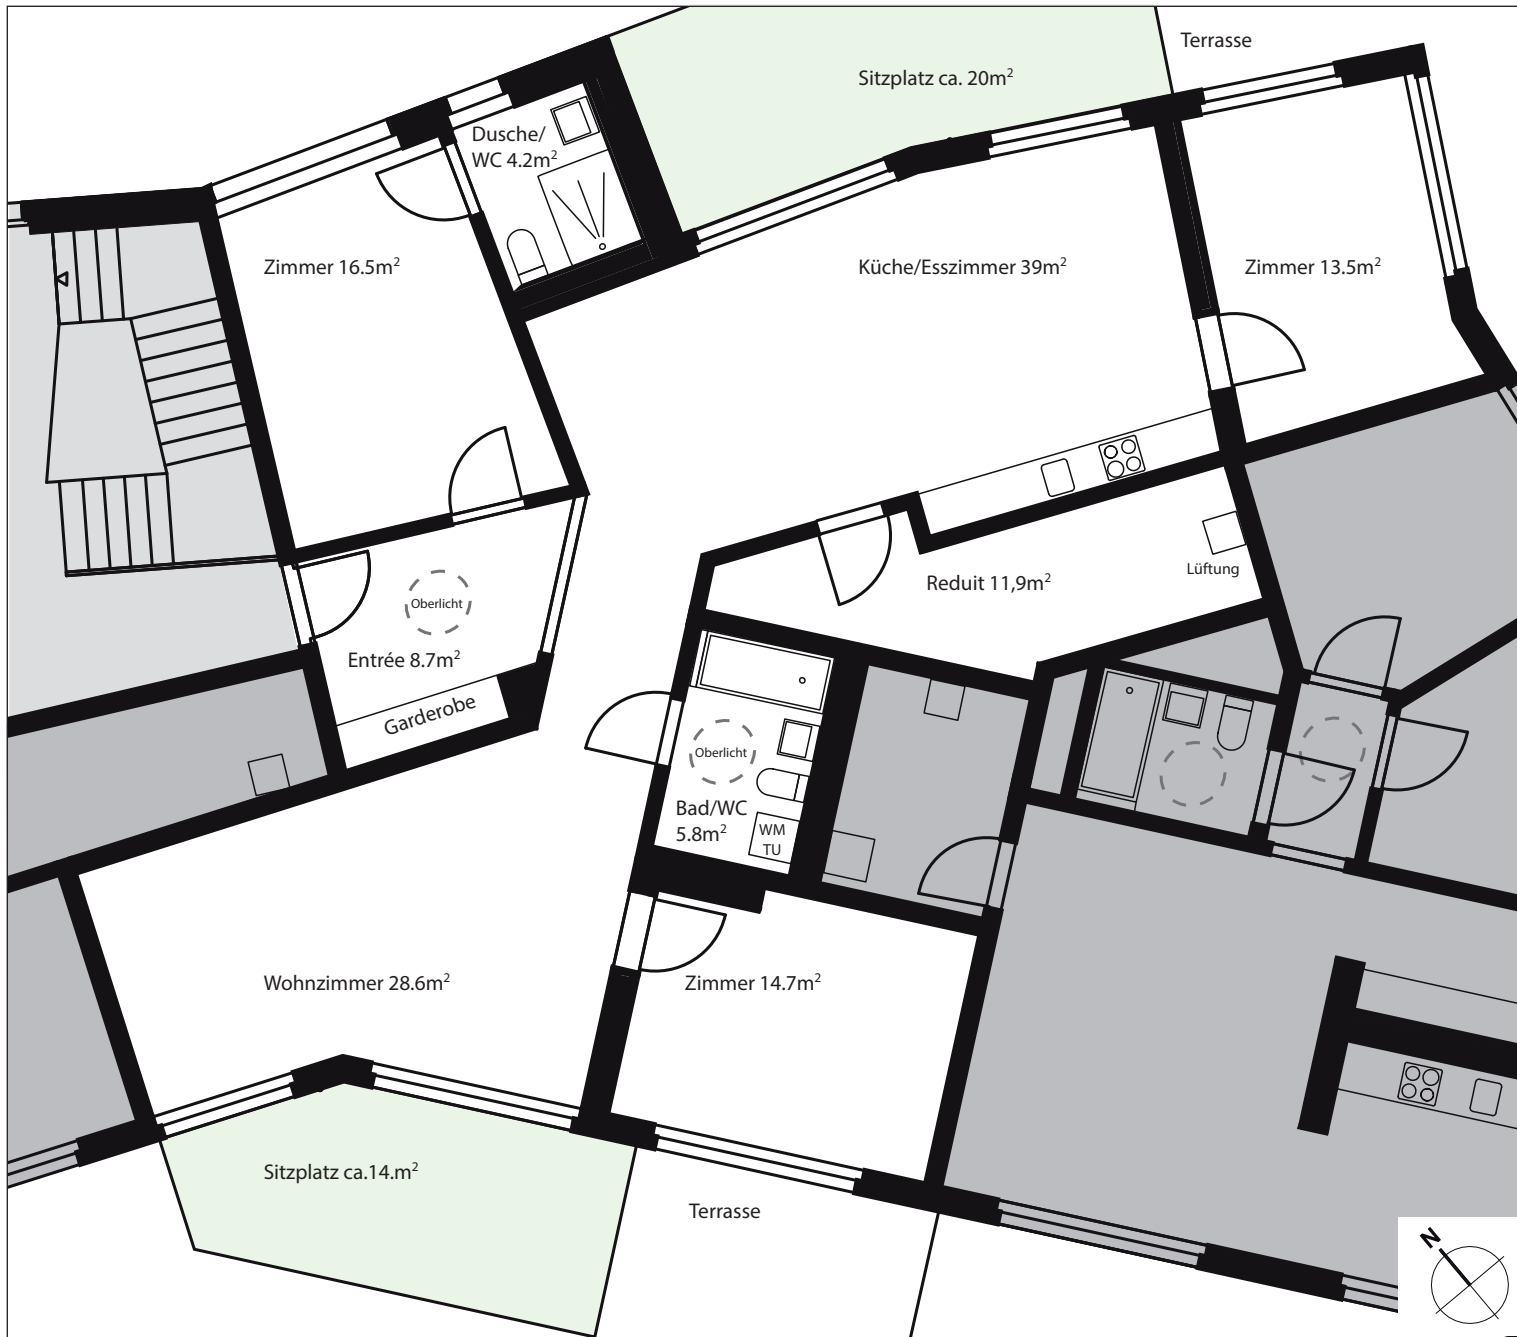 Terrasse
Sitzplatz ca. 20m²
Dusche/
WC 4.2m²
Zimmer 16.5m²
Küche/Esszimmer 39m²
Zimmer 13.5m²
Lüftung
Reduit 11,9m²
Oberlicht
Entrée 8.7m²
Garderobe
Oberlicht
Bad/WC
5.8m²
WM
TU
Wohnzimmer 28.6m²
Zimmer 14.7m²
Sitzplatz ca.14.m²
Terrasse
N